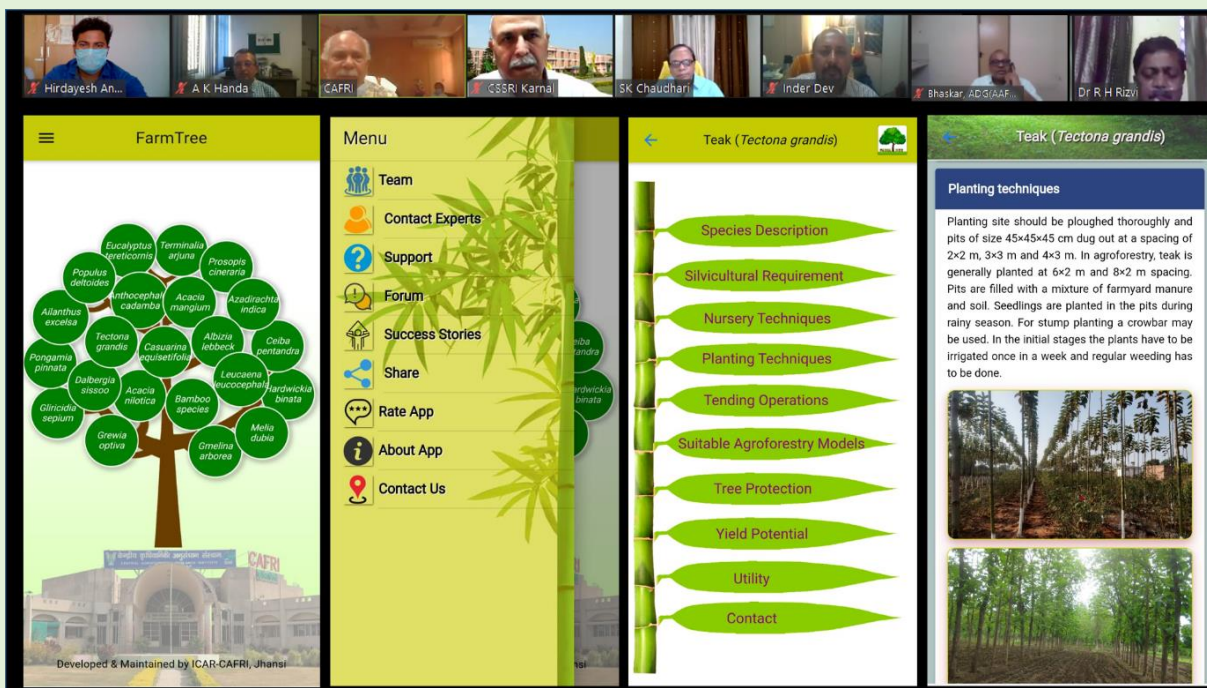 Hirdayesh An...
A K Handa
CAFRI
CSSRI Karnal
SK Chaudhari
Inder Dev
Bhaskar, ADG(AAF...
Dr R H Rizvi
FarmTree
Eucalyptus
tereticornis
Terminalia
arjuna
Prosopis
cineraria
Populus
deltoides
Anthocephal
cadamba
Acacia
mangium
Azadirachta
indica
Ailanthus
excelsa
Tectona
grandis
Casuarina
equisetifolia
Albizia
lebbeck
Ceiba
pentandra
Pongamia
pinnata
Dalbergia
sissoo
Acacia
nilotica
Bamboo
species
Leucaena
leucocephala
Hardwickia
binata
Gliricidia
sepium
Grewia
optiva
Gmelina
arborea
Melia
dubia
CAFRI
Developed & Maintained by ICAR-CAFRI, Jhansi
Menu
Team
Contact Experts
Support
Forum
Success Stories
Share
Rate App
About App
Contact Us
eiba
tandra
rdwickia
binata
nsi
Teak (Tectona grandis)
Species Description
Silvicultural Requirement
Nursery Techniques
Planting Techniques
Tending Operations
Suitable Agroforestry Models
Tree Protection
Yield Potential
Utility
Contact
Teak (Tectona grandis)
Planting techniques
Planting site should be ploughed thoroughly and
pits of size 45×45×45 cm dug out at a spacing of
2×2 m, 3×3 m and 4×3 m. In agroforestry, teak is
generally planted at 6×2 m and 8×2 m spacing.
Pits are filled with a mixture of farmyard manure
and soil. Seedlings are planted in the pits during
rainy season. For stump planting a crowbar may
be used. In the initial stages the plants have to be
irrigated once in a week and regular weeding has
to be done.